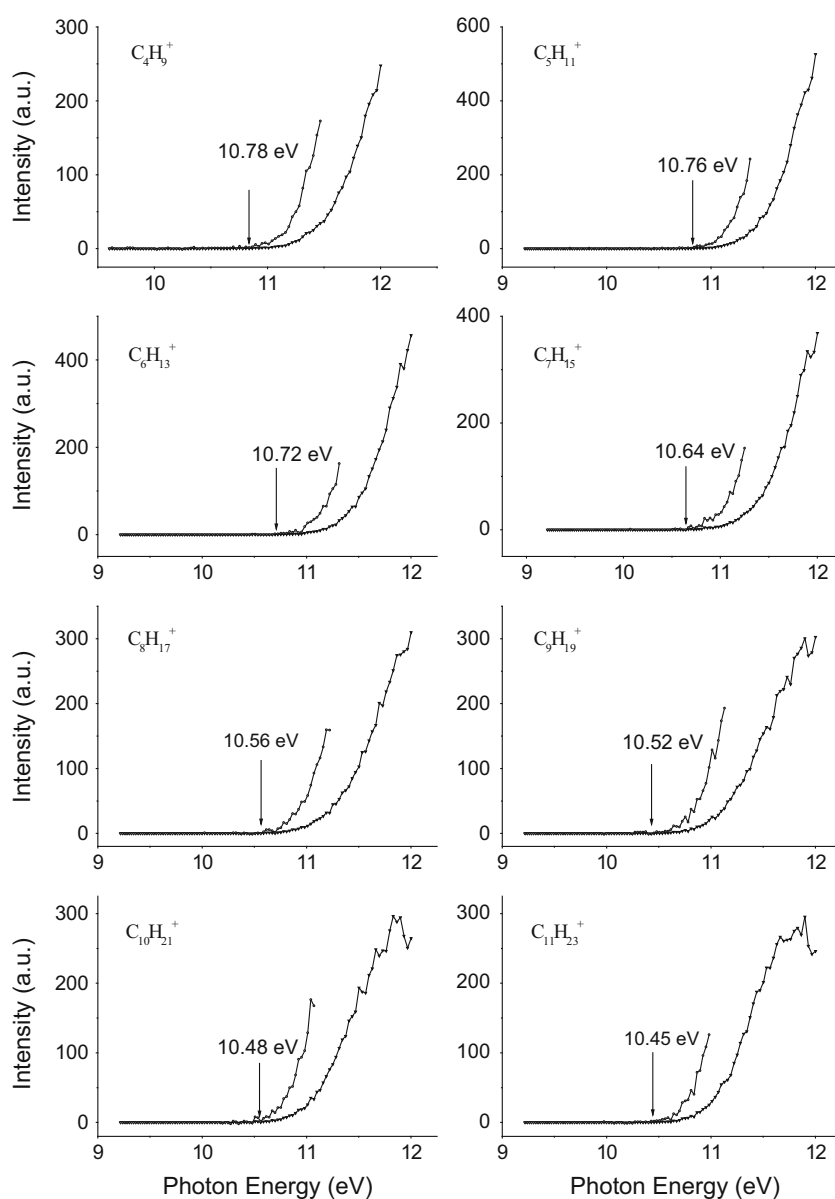 300
200
100
0
Intensity (a.u.)
C₄H₉⁺
10.78 eV
10 11 12
600
400
200
0
C₅H₁₁⁺
10.76 eV
9 10 11 12
400
200
0
Intensity (a.u.)
C₆H₁₃⁺
10.72 eV
9 10 11 12
400
200
0
C₇H₁₅⁺
10.64 eV
9 10 11 12
300
200
100
0
Intensity (a.u.)
C₈H₁₇⁺
10.56 eV
9 10 11 12
300
200
100
0
C₉H₁₉⁺
10.52 eV
9 10 11 12
300
200
100
0
Intensity (a.u.)
C₁₀H₂₁⁺
10.48 eV
9 10 11 12
Photon Energy (eV)
300
200
100
0
C₁₁H₂₃⁺
10.45 eV
9 10 11 12
Photon Energy (eV)